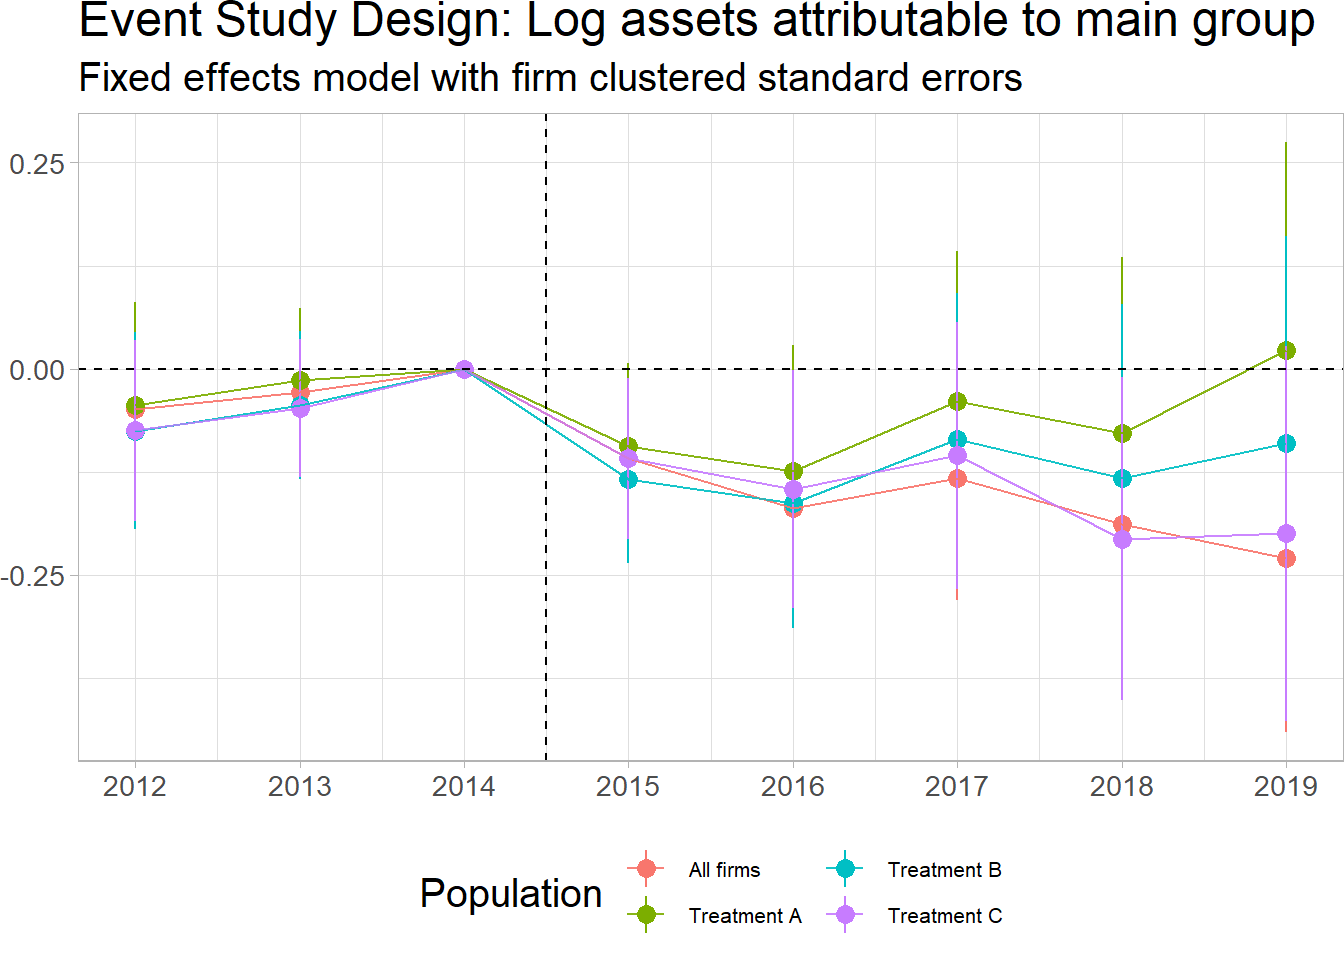 Event Study Design: Log assets attributable to main group
Fixed effects model with firm clustered standard errors
0.25
0.00
-0.25
2012 2013 2014 2015 2016 2017 2018 2019
Population
All firms
Treatment A
Treatment B
Treatment C